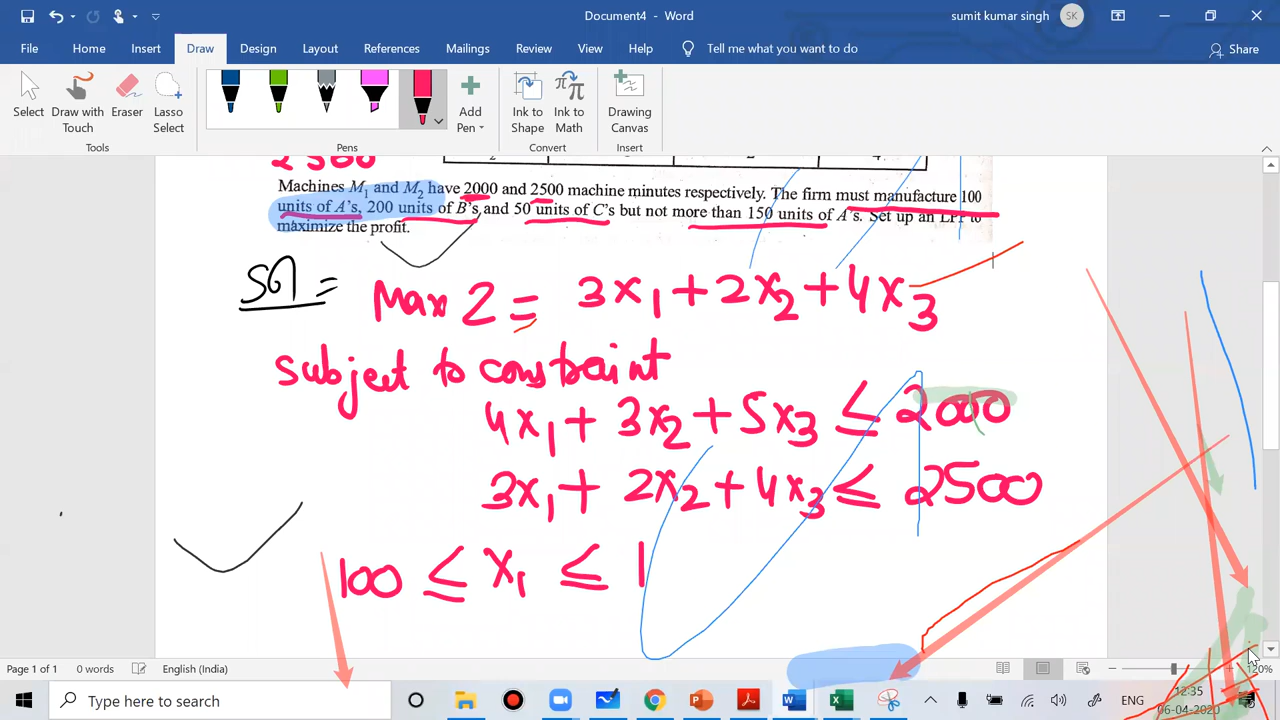 Document4 - Word
sumit kumar singh
SK
File Home Insert Draw Design Layout References Mailings Review View Help Tell me what you want to do Share
Select Draw with Touch Eraser Lasso Select Add Pen Ink to Shape Ink to Math Drawing Canvas
Tools Pens Convert Insert
2500
Machines M1 and M2 have 2000 and 2500 machine minutes respectively. The firm must manufacture 100
units of A's, 200 units of B's and 50 units of C's but not more than 150 units of A's. Set up an LPP to
maximize the profit.
Sol = Max Z = 3x1 + 2x2 + 4x3
subject to constraint
4x1 + 3x2 + 5x3 ≤ 2000
3x1 + 2x2 + 4x3 ≤ 2500
100 ≤ x1 ≤ 1
Page 1 of 1 0 words English (India) 120%
Type here to search
ENG
12:35
06-04-2020